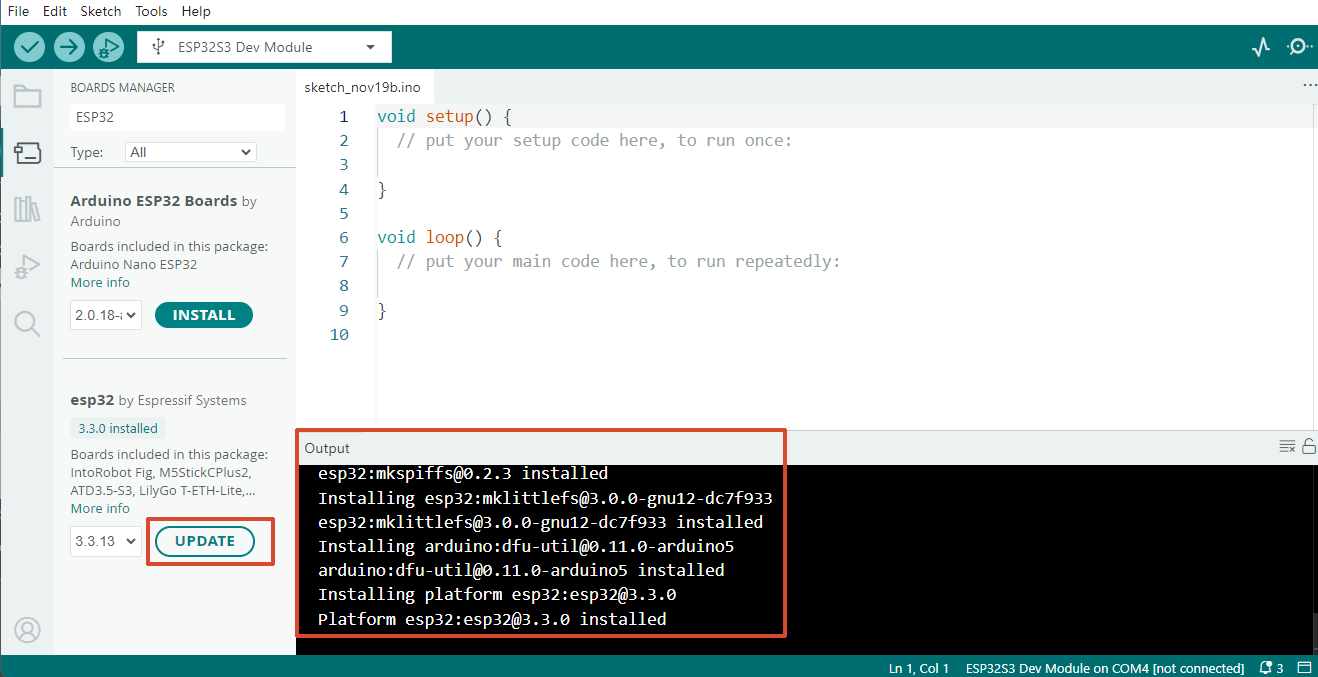 File Edit Sketch Tools Help
ESP32S3 Dev Module
BOARDS MANAGER
ESP32
Type: All
Arduino ESP32 Boards by
Arduino
Boards included in this package:
Arduino Nano ESP32
More info
2.0.18-a INSTALL
esp32 by Espressif Systems
3.3.0 installed
Boards included in this package:
IntoRobot Fig, M5StickCPlus2,
ATD3.5-S3, LilyGo T-ETH-Lite,...
More info
3.3.13 UPDATE
sketch_nov19b.ino
1 void setup() {
2 // put your setup code here, to run once:
3
4 }
5
6 void loop() {
7 // put your main code here, to run repeatedly:
8
9 }
10
Output
esp32:mkspiffs@0.2.3 installed
Installing esp32:mklittlefs@3.0.0-gnu12-dc7f933
esp32:mklittlefs@3.0.0-gnu12-dc7f933 installed
Installing arduino:dfu-util@0.11.0-arduino5
arduino:dfu-util@0.11.0-arduino5 installed
Installing platform esp32:esp32@3.3.0
Platform esp32:esp32@3.3.0 installed
Ln 1, Col 1 ESP32S3 Dev Module on COM4 [not connected] 3